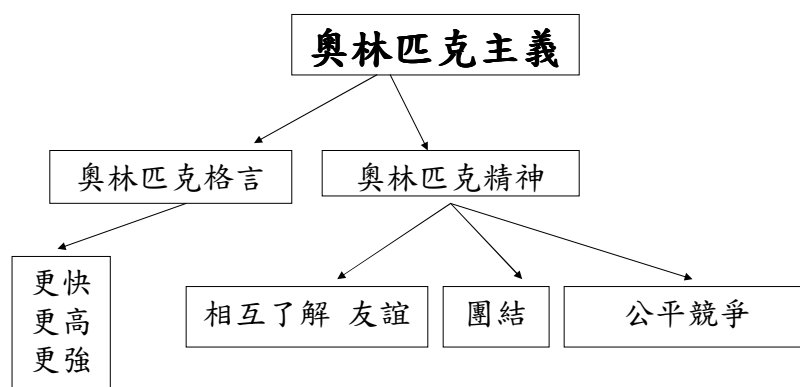 奧林匹克主義
奧林匹克格言
奧林匹克精神
更快
更高
更強
相互了解 友誼
團結
公平競爭